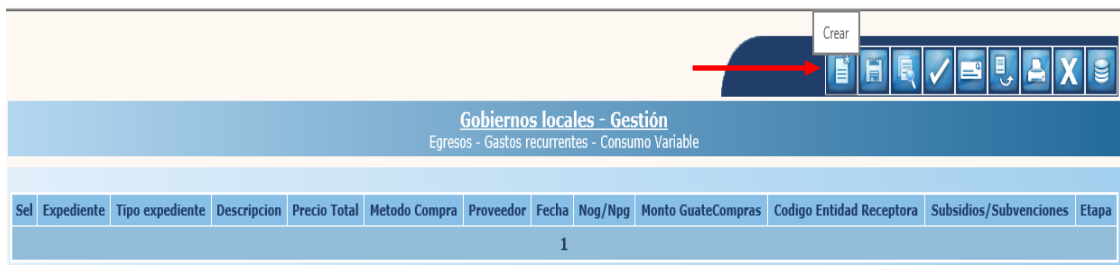 Crear
Gobiernos locales - Gestión
Egresos - Gastos recurrentes - Consumo Variable
Sel Expediente Tipo expediente Descripcion Precio Total Metodo Compra Proveedor Fecha Nog/Npg Monto GuateCompras Codigo Entidad Receptora Subsidios/Subvenciones Etapa
1